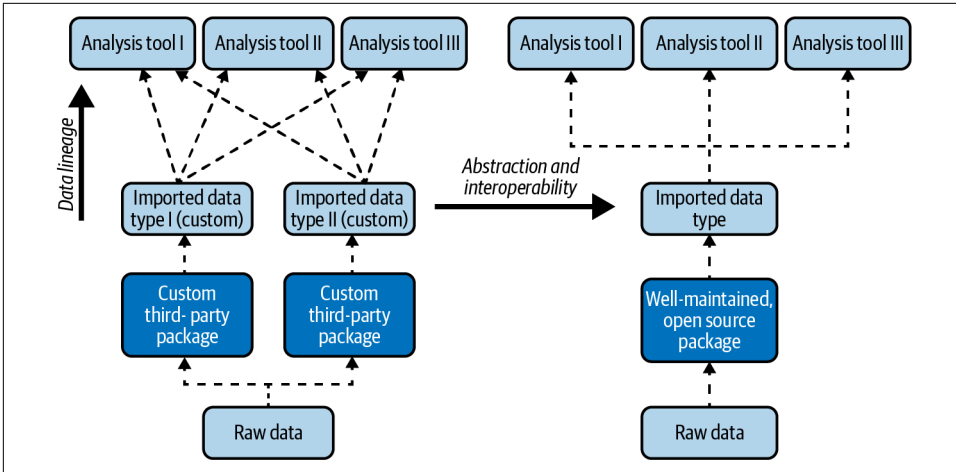 Analysis tool I
Analysis tool II
Analysis tool III
Analysis tool I
Analysis tool II
Analysis tool III
Data lineage
Abstraction and
interoperability
Imported data
type I (custom)
Imported data
type II (custom)
Imported data
type
Custom
third- party
package
Custom
third-party
package
Well-maintained,
open source
package
Raw data
Raw data